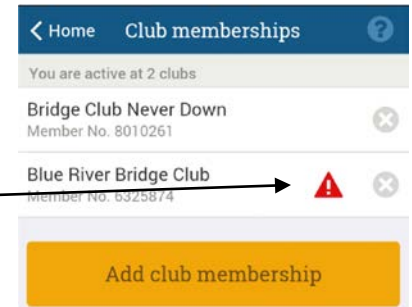 Home Club memberships ?
You are active at 2 clubs
Bridge Club Never Down
Member No. 8010261
Blue River Bridge Club
Member No. 6325874
Add club membership